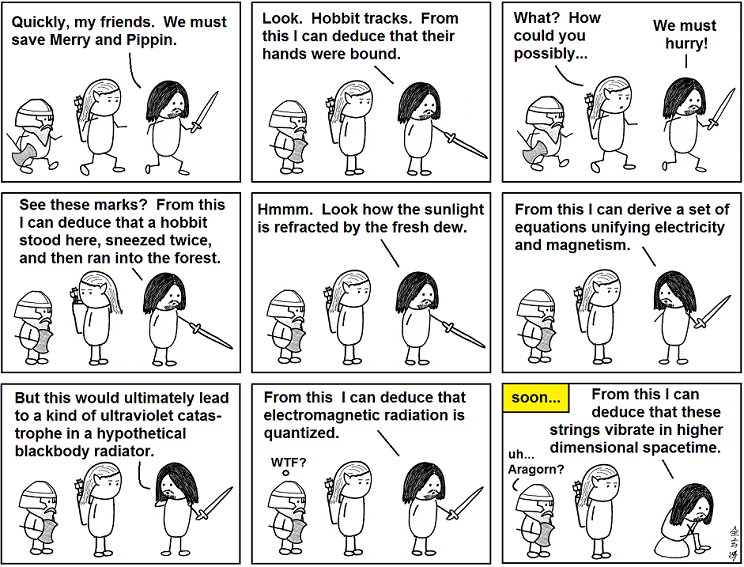 Quickly, my friends. We must
save Merry and Pippin.
Look. Hobbit tracks. From
this I can deduce that their
hands were bound.
What? How
could you
possibly...
We must
hurry!
See these marks? From this
I can deduce that a hobbit
stood here, sneezed twice,
and then ran into the forest.
Hmmm. Look how the sunlight
is refracted by the fresh dew.
From this I can derive a set of
equations unifying electricity
and magnetism.
But this would ultimately lead
to a kind of ultraviolet catas-
trophe in a hypothetical
blackbody radiator.
From this I can deduce that
electromagnetic radiation is
quantized.
WTF?
soon...
From this I can
deduce that these
strings vibrate in higher
dimensional spacetime.
uh...
Aragorn?